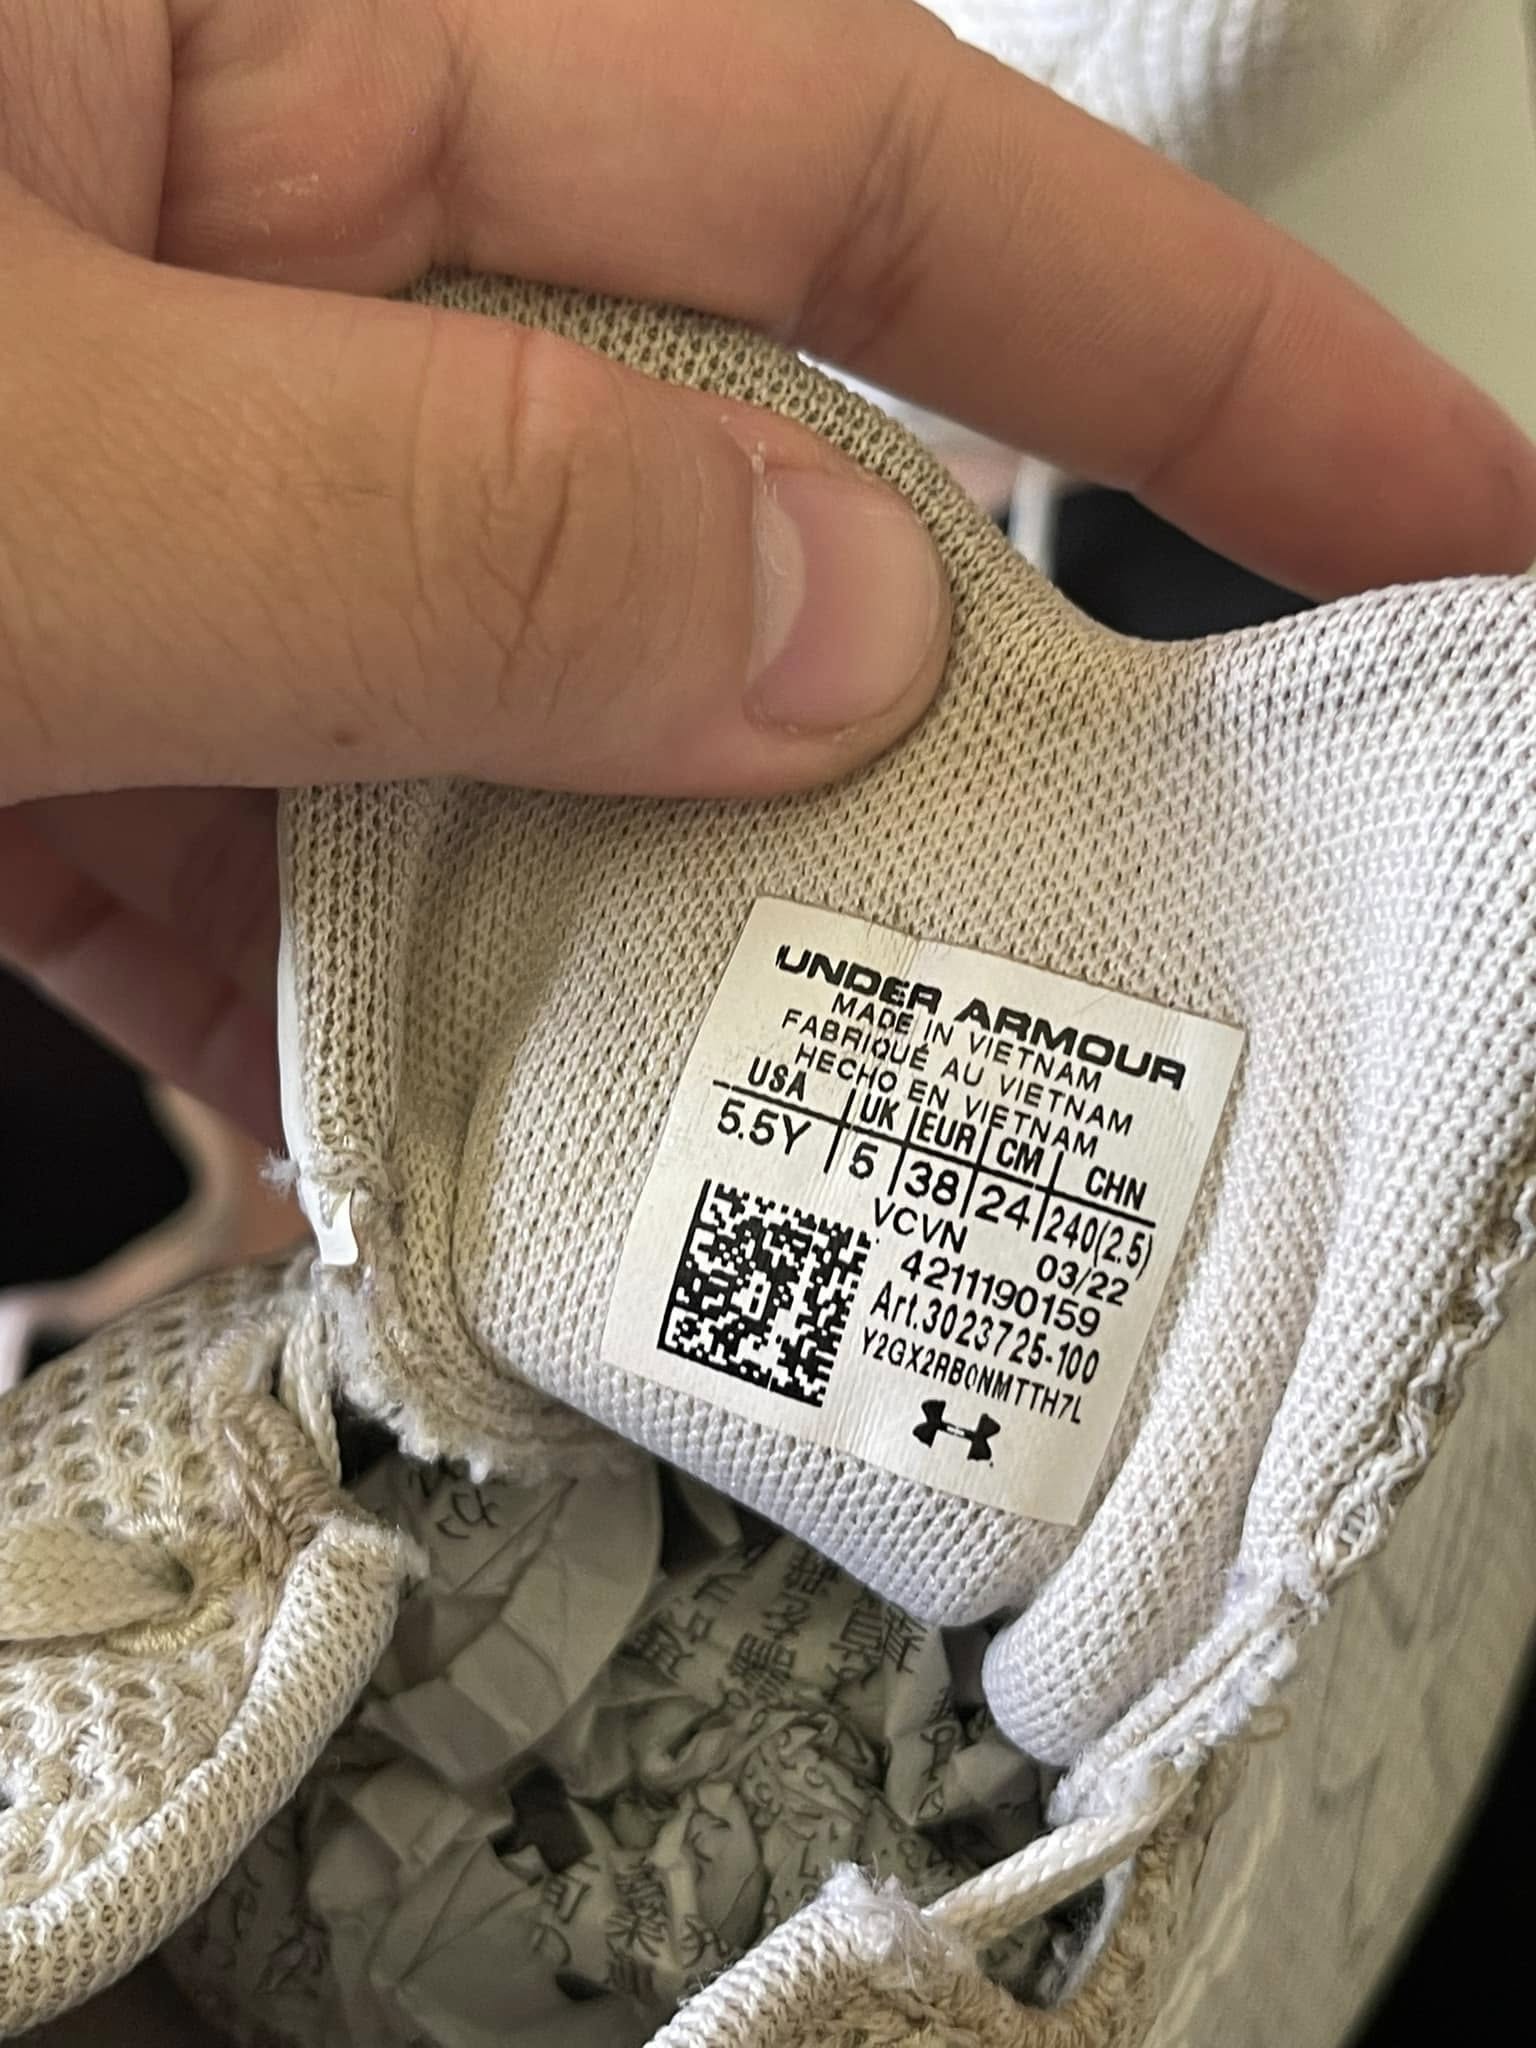 UNDER ARMOUR
MADE IN VIETNAM
FABRIQUÉ AU VIETNAM
HECHO EN VIETNAM
USA | UK | EUR | CM | CHN
5.5Y | 5 | 38 | 24 | 240(2.5)
VCVN 03/22
4211190159
Art.3023725-100
Y2GX2RB0NMTTH7L